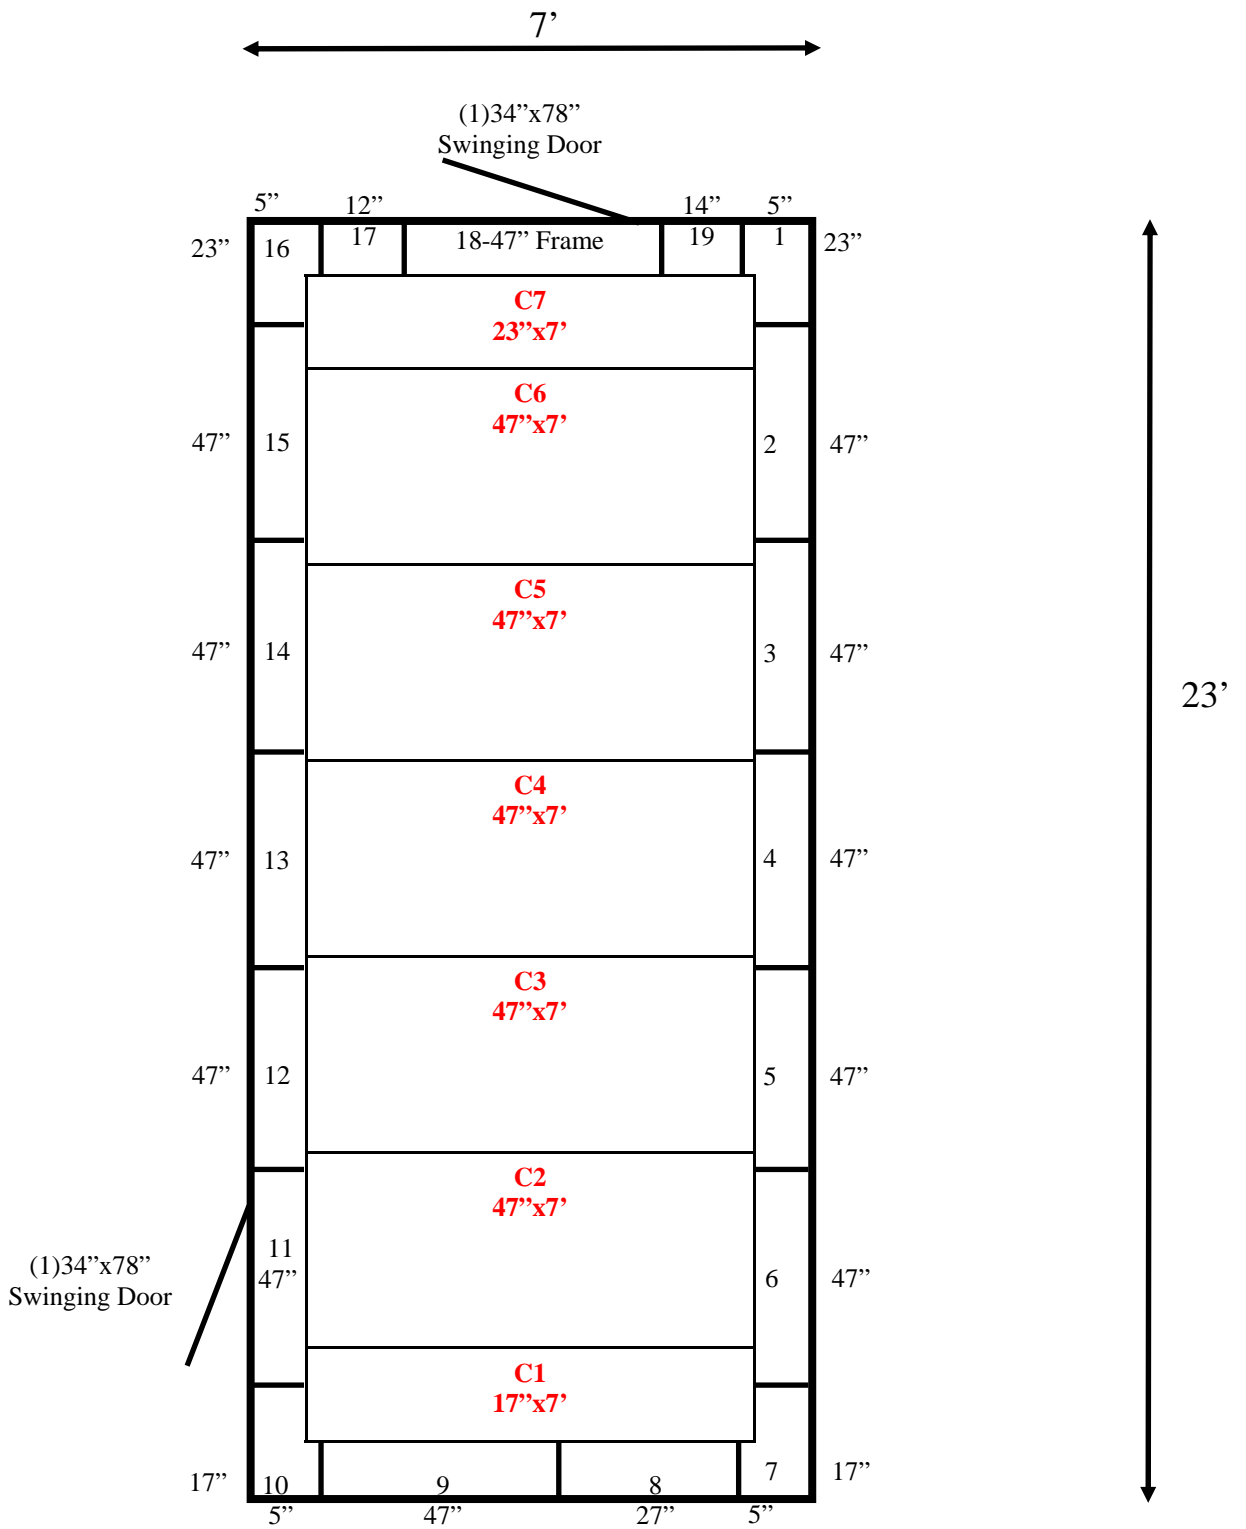 7’
(1)34”x78”
Swinging Door
5” 12” 14” 5”
23” 16 17 18-47” Frame 19 1 23”
C7
23”x7’
C6
47”x7’
47” 15 2 47”
C5
47”x7’
47” 14 3 47”
23’
C4
47”x7’
47” 13 4 47”
C3
47”x7’
47” 12 5 47”
C2
47”x7’
11
47” 6 47”
(1)34”x78”
Swinging Door
C1
17”x7’
17” 10 9 8 7 17”
5” 47” 27” 5”